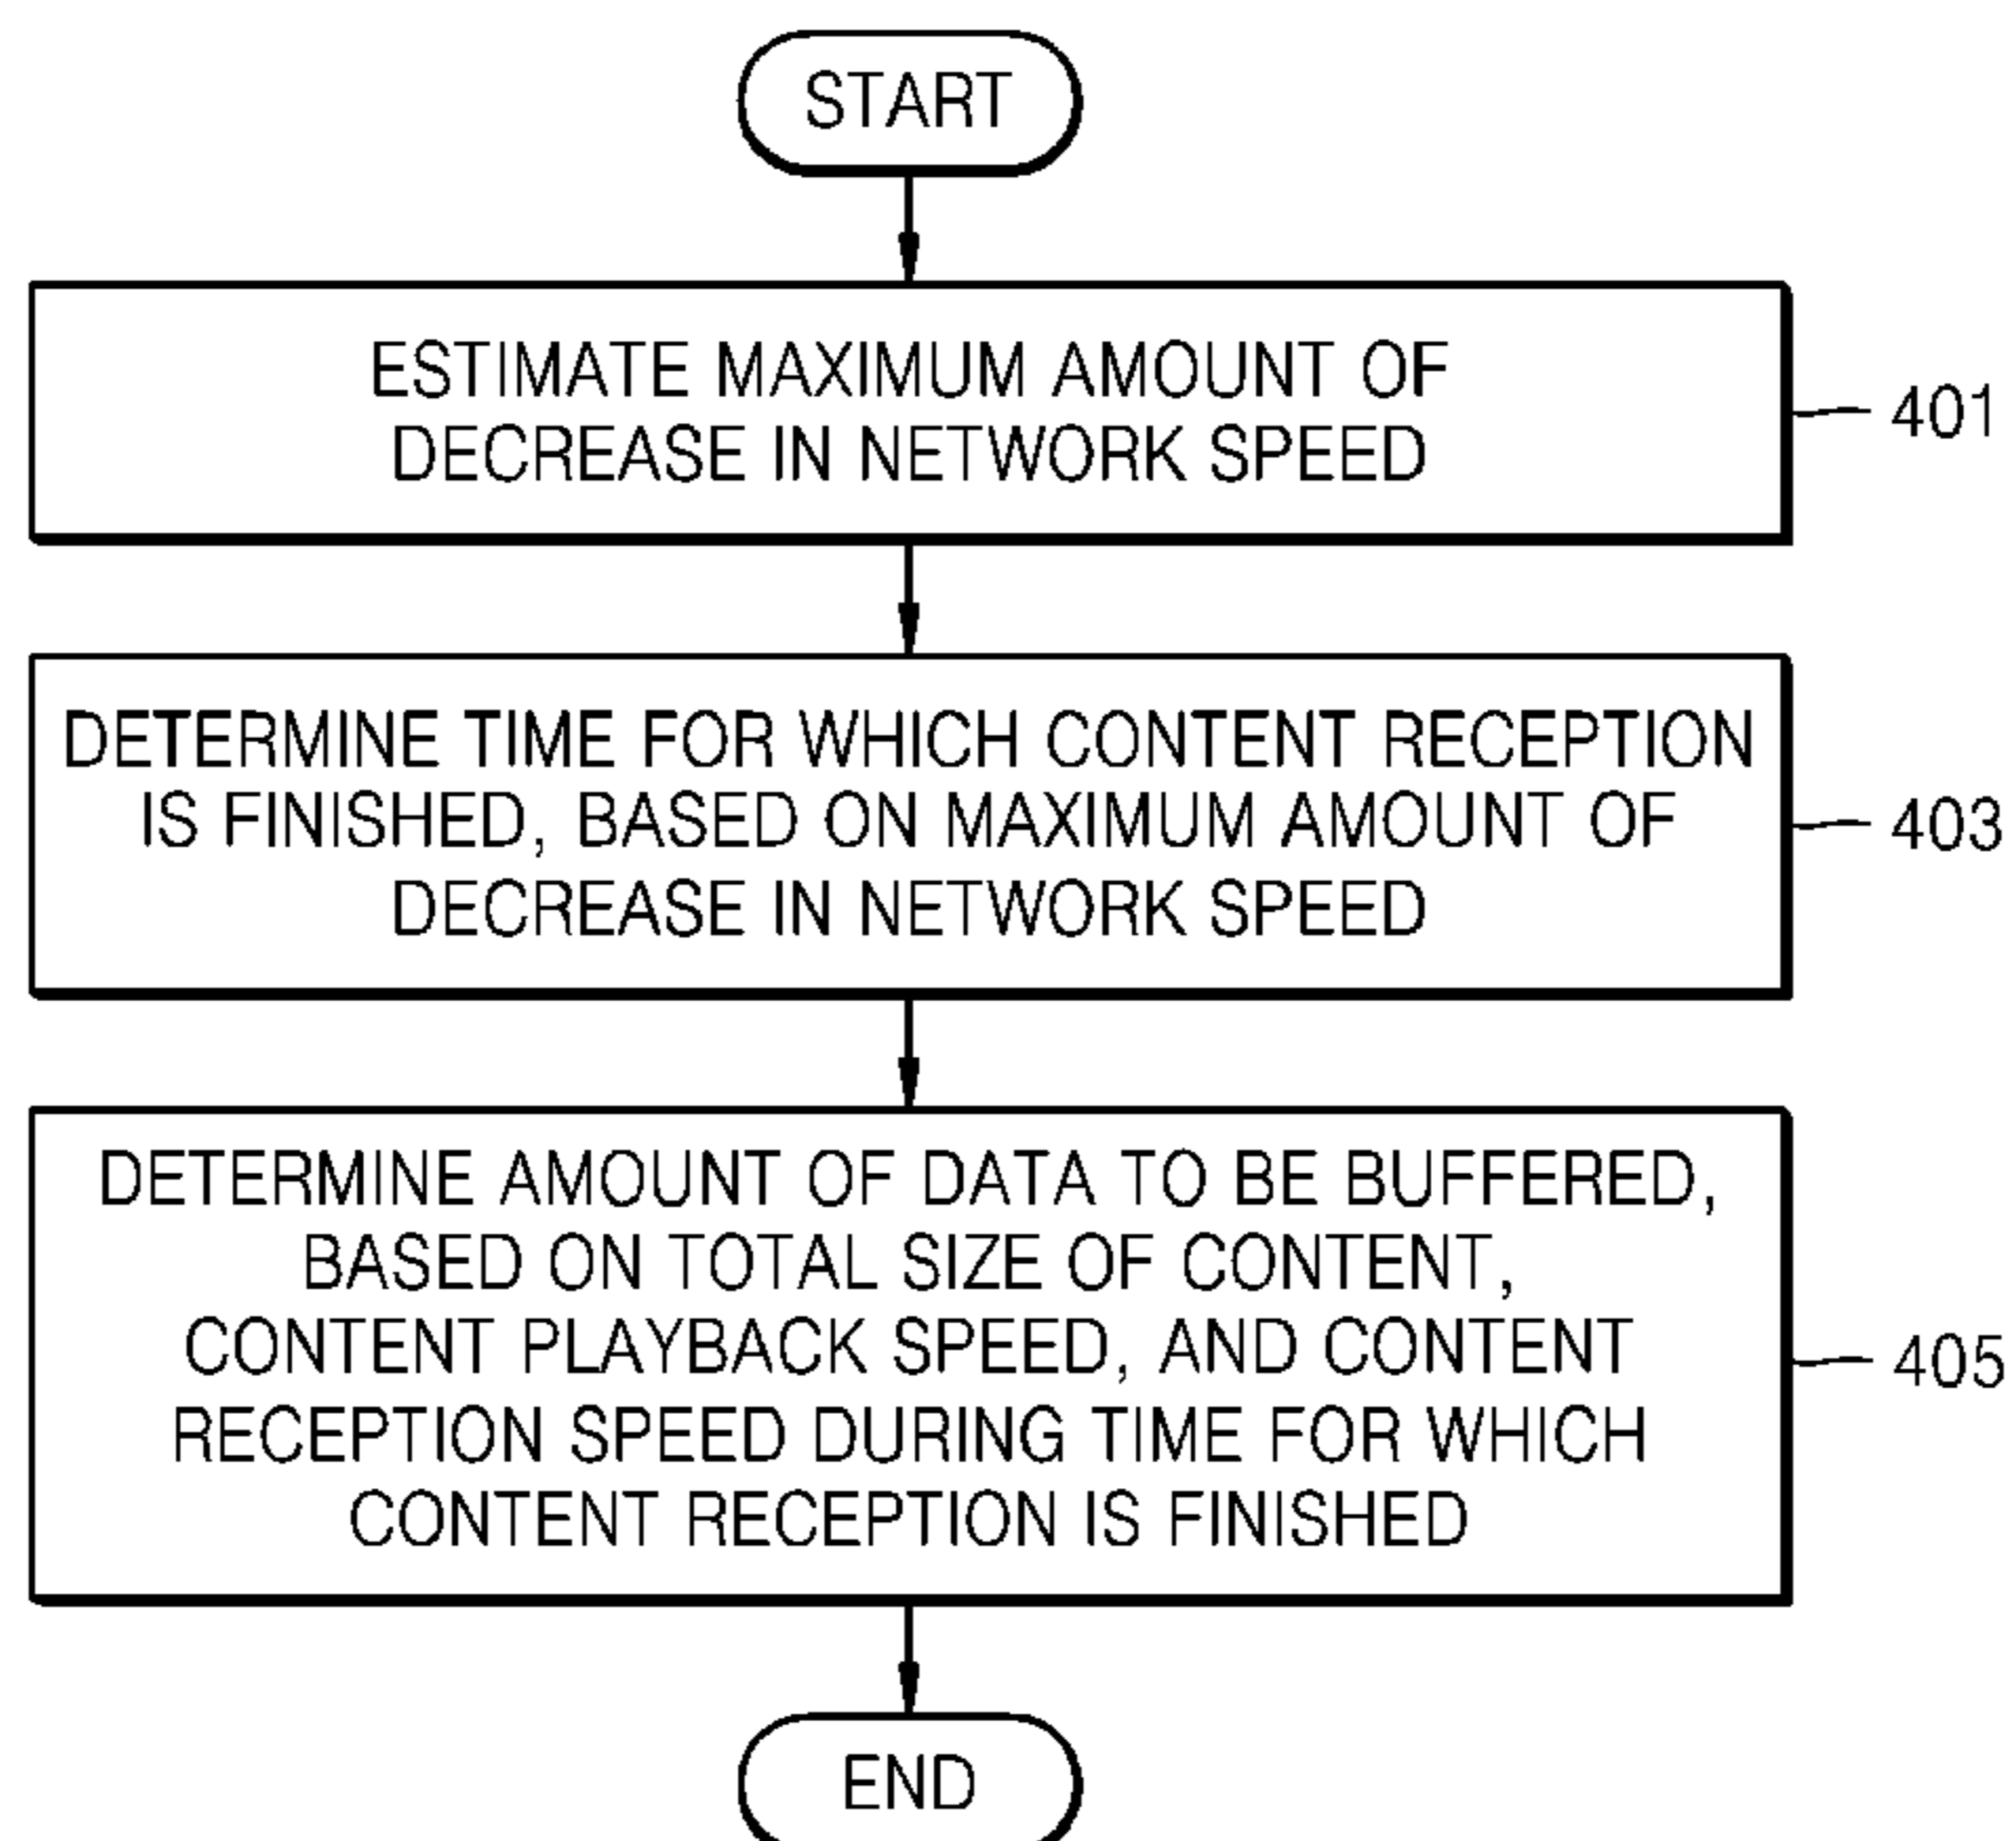 START
ESTIMATE MAXIMUM AMOUNT OF
DECREASE IN NETWORK SPEED
401
DETERMINE TIME FOR WHICH CONTENT RECEPTION
IS FINISHED, BASED ON MAXIMUM AMOUNT OF
DECREASE IN NETWORK SPEED
403
DETERMINE AMOUNT OF DATA TO BE BUFFERED,
BASED ON TOTAL SIZE OF CONTENT,
CONTENT PLAYBACK SPEED, AND CONTENT
RECEPTION SPEED DURING TIME FOR WHICH
CONTENT RECEPTION IS FINISHED
405
END